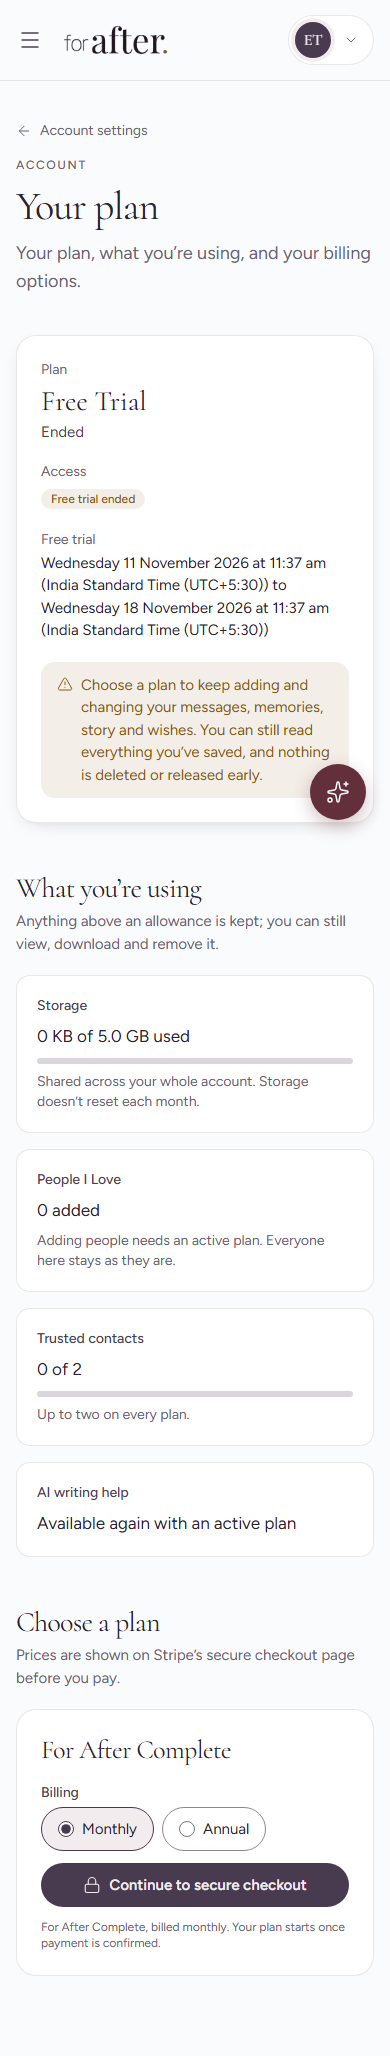 for after.
ET
Account settings
ACCOUNT
Your plan
Your plan, what you’re using, and your billing
options.
Plan
Free Trial
Ended
Access
Free trial ended
Free trial
Wednesday 11 November 2026 at 11:37 am
(India Standard Time (UTC+5:30)) to
Wednesday 18 November 2026 at 11:37 am
(India Standard Time (UTC+5:30))
Choose a plan to keep adding and
changing your messages, memories,
story and wishes. You can still read
everything you’ve saved, and nothing
is deleted or released early.
What you’re using
Anything above an allowance is kept; you can still
view, download and remove it.
Storage
0 KB of 5.0 GB used
Shared across your whole account. Storage
doesn’t reset each month.
People I Love
0 added
Adding people needs an active plan. Everyone
here stays as they are.
Trusted contacts
0 of 2
Up to two on every plan.
AI writing help
Available again with an active plan
Choose a plan
Prices are shown on Stripe’s secure checkout page
before you pay.
For After Complete
Billing
Monthly
Annual
Continue to secure checkout
For After Complete, billed monthly. Your plan starts once
payment is confirmed.